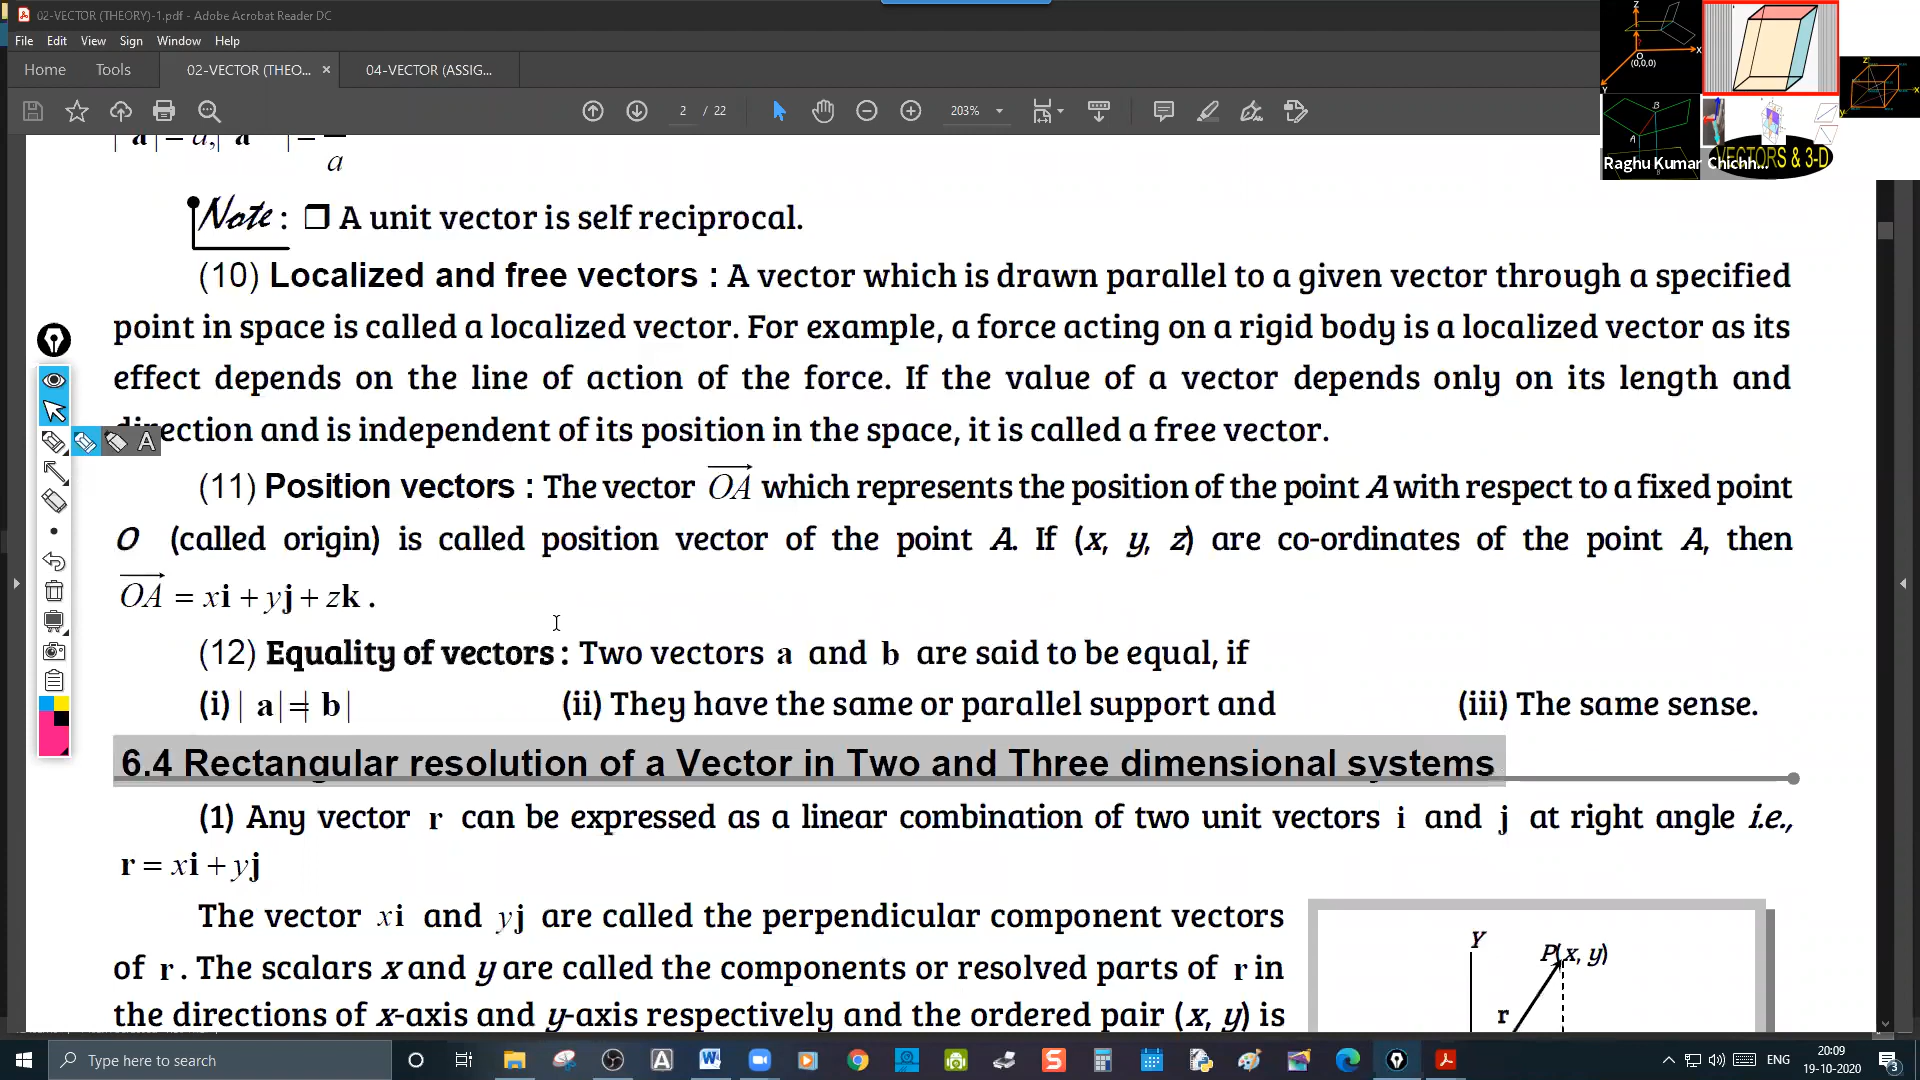 02-VECTOR (THEORY)-1.pdf - Adobe Acrobat Reader DC
File Edit View Sign Window Help
Home Tools 02-VECTOR (THEO... × 04-VECTOR (ASSIG...
2 / 22 203%
| a |= a,| a | =
a
Note : ❒ A unit vector is self reciprocal.
(10) Localized and free vectors : A vector which is drawn parallel to a given vector through a specified
point in space is called a localized vector. For example, a force acting on a rigid body is a localized vector as its
effect depends on the line of action of the force. If the value of a vector depends only on its length and
direction and is independent of its position in the space, it is called a free vector.
(11) Position vectors : The vector OA which represents the position of the point A with respect to a fixed point
O (called origin) is called position vector of the point A. If (x, y, z) are co-ordinates of the point A, then
OA = xi + yj + zk .
(12) Equality of vectors : Two vectors a and b are said to be equal, if
(i) | a |=| b | (ii) They have the same or parallel support and (iii) The same sense.
6.4 Rectangular resolution of a Vector in Two and Three dimensional systems
(1) Any vector r can be expressed as a linear combination of two unit vectors i and j at right angle i.e.,
r = xi + yj
The vector xi and yj are called the perpendicular component vectors
of r . The scalars x and y are called the components or resolved parts of r in
the directions of x-axis and y-axis respectively and the ordered pair (x, y) is
Y
P(x, y)
r
A
Z
X
O
(0,0,0)
Y
B
A
Raghu Kumar Chichh...
VECTORS & 3-D
Z
X
Y
Type here to search
ENG
20:09
19-10-2020
3